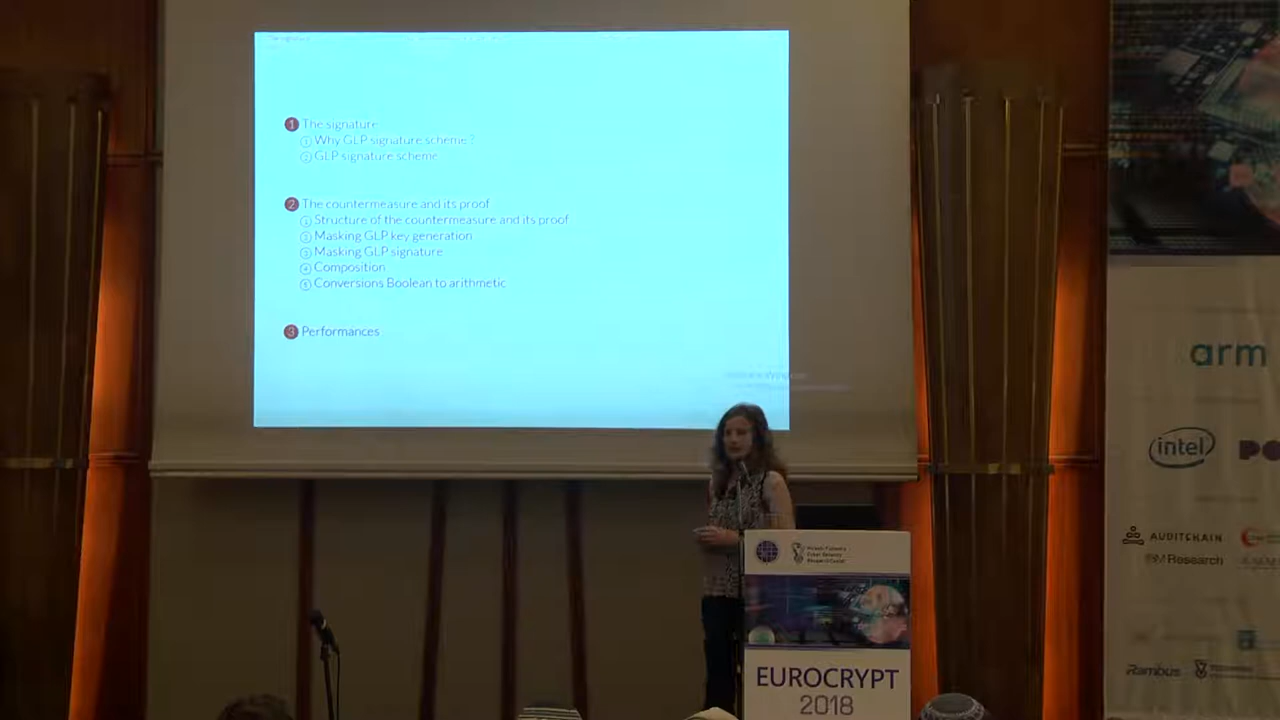 1 The signature
1 Why GLP signature scheme ?
2 GLP signature scheme
2 The countermeasure and its proof
1 Structure of the countermeasure and its proof
2 Masking GLP key generation
3 Masking GLP signature
4 Composition
5 Conversions Boolean to arithmetic
3 Performances
arm
intel
AUDITCHAIN
IBM Research
Rambus
EUROCRYPT
2018